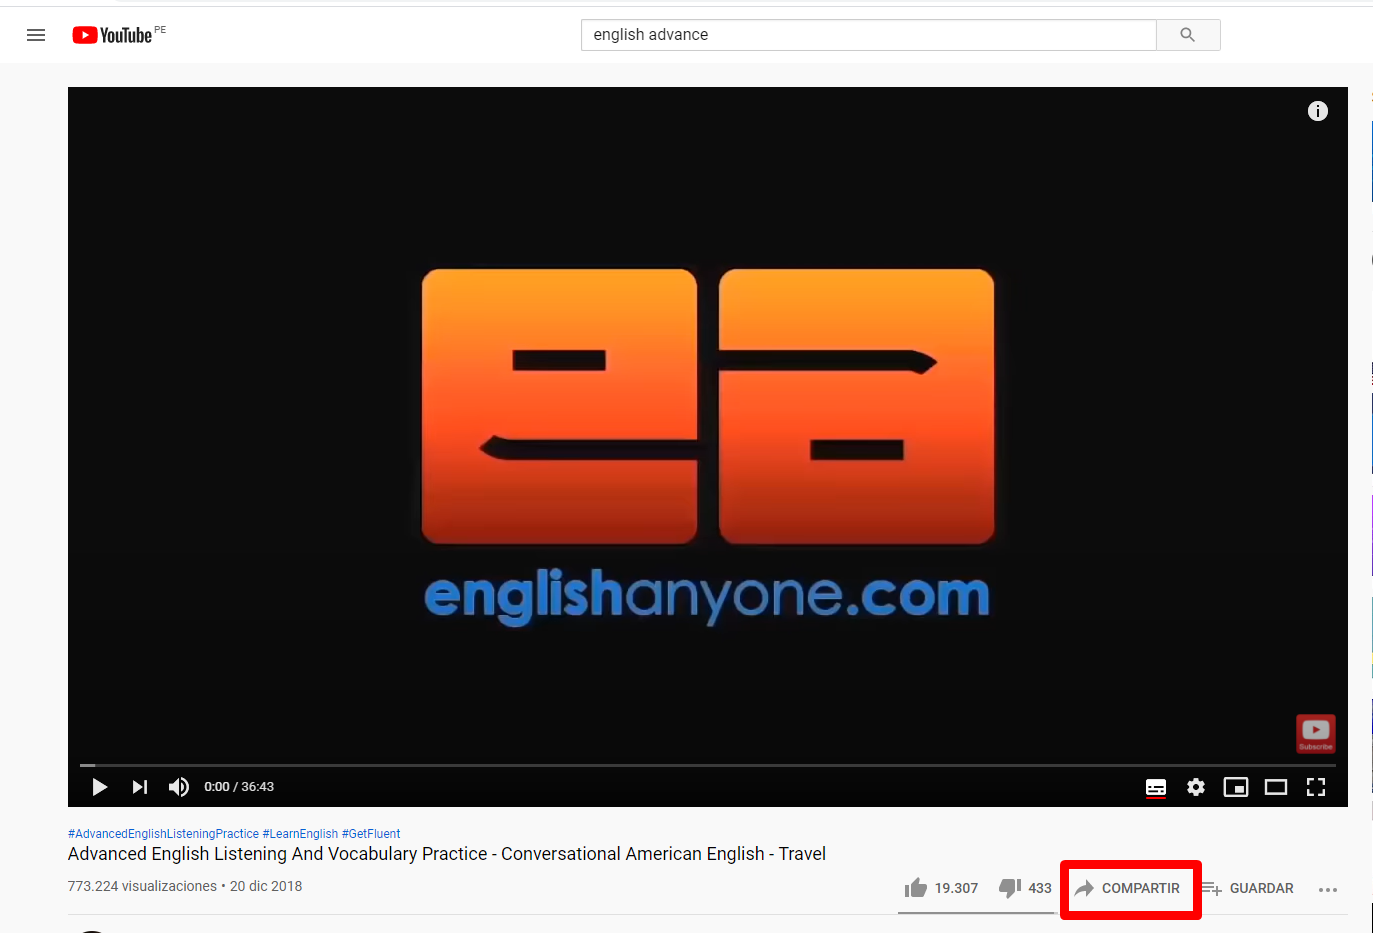 YouTube PE
english advance
ea
englishanyone.com
Subscribe
0:00 / 36:43
#AdvancedEnglishListeningPractice #LearnEnglish #GetFluent
Advanced English Listening And Vocabulary Practice - Conversational American English - Travel
773.224 visualizaciones • 20 dic 2018
19.307 433 COMPARTIR GUARDAR